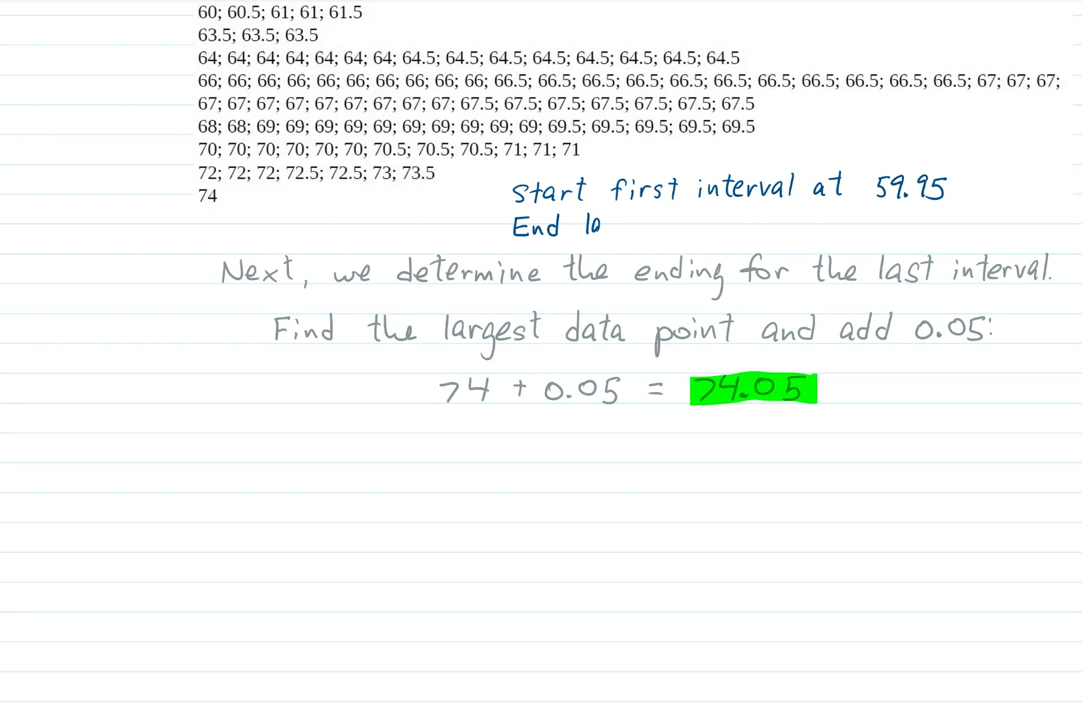 60; 60.5; 61; 61; 61.5
63.5; 63.5; 63.5
64; 64; 64; 64; 64; 64; 64; 64.5; 64.5; 64.5; 64.5; 64.5; 64.5; 64.5; 64.5
66; 66; 66; 66; 66; 66; 66; 66; 66; 66; 66.5; 66.5; 66.5; 66.5; 66.5; 66.5; 66.5; 66.5; 66.5; 66.5; 66.5; 67; 67; 67;
67; 67; 67; 67; 67; 67; 67; 67; 67; 67.5; 67.5; 67.5; 67.5; 67.5; 67.5; 67.5
68; 68; 69; 69; 69; 69; 69; 69; 69; 69; 69; 69; 69.5; 69.5; 69.5; 69.5; 69.5
70; 70; 70; 70; 70; 70; 70.5; 70.5; 70.5; 71; 71; 71
72; 72; 72; 72.5; 72.5; 73; 73.5
74
Start first interval at 59.95
End la
Next, we determine the ending for the last interval.
Find the largest data point and add 0.05:
74 + 0.05 = 74.05